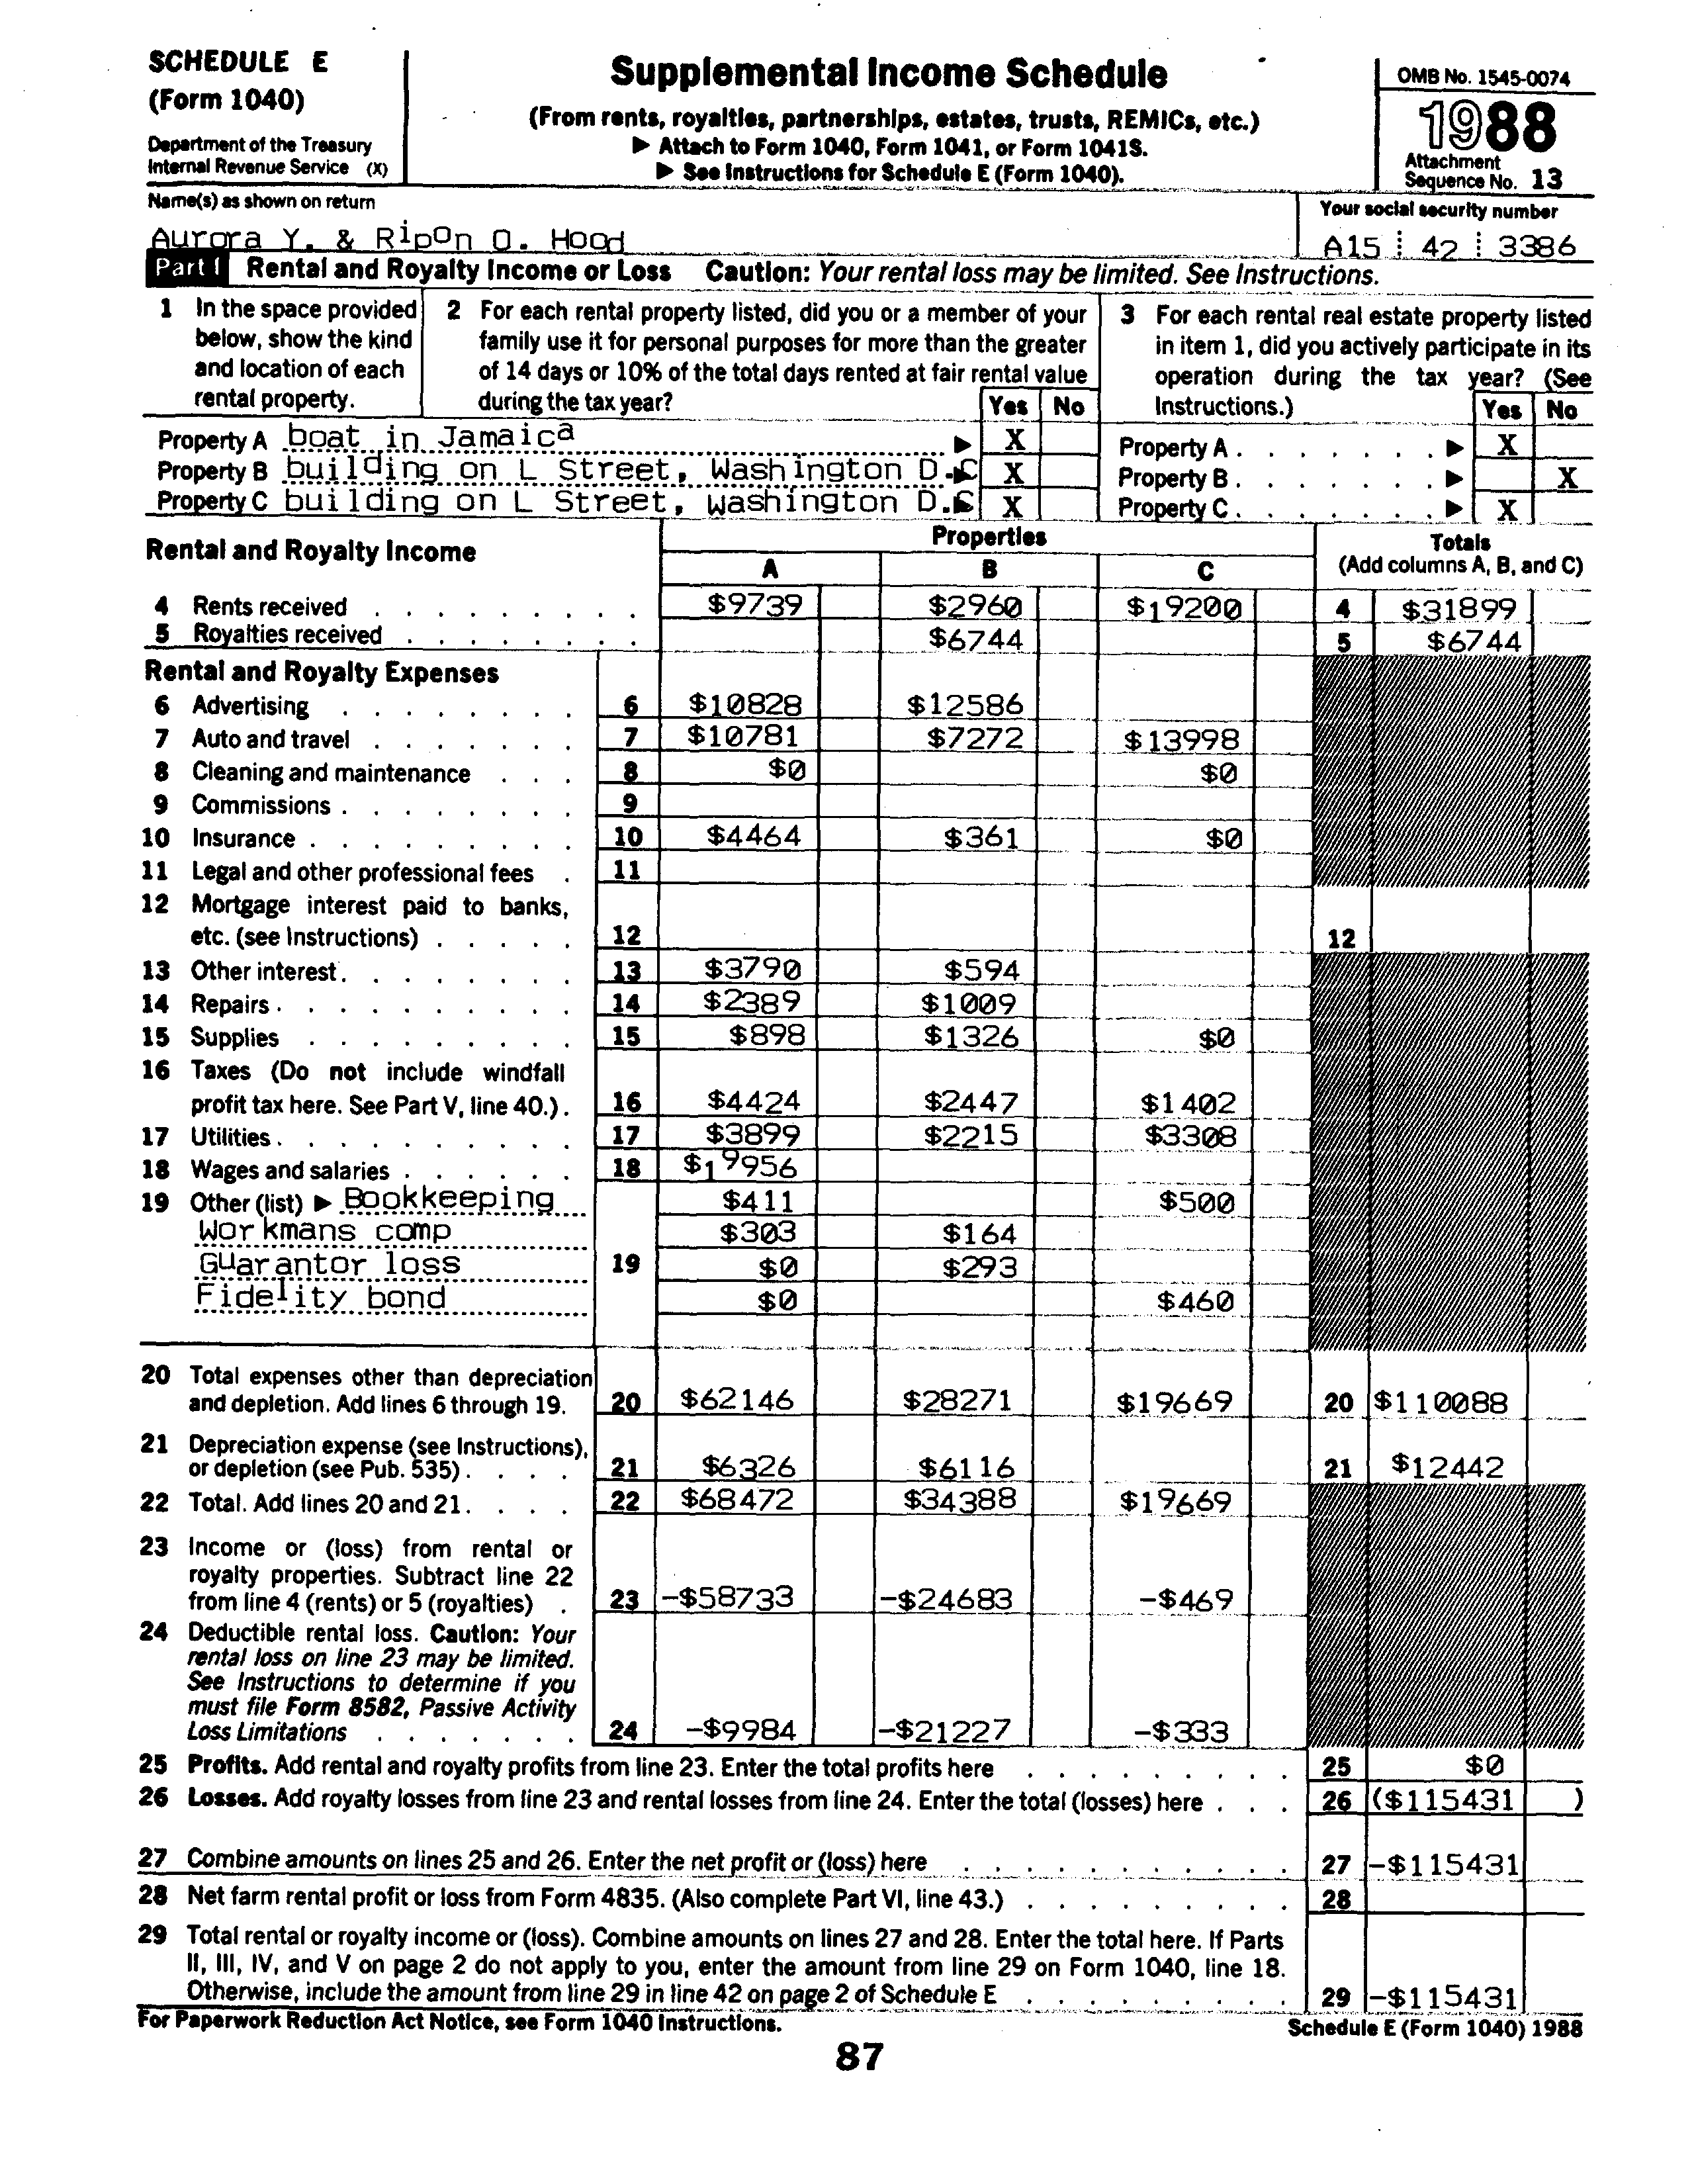 SCHEDULE E
(Form 1040)
Department of the Treasury
Internal Revenue Service (X)
Supplemental Income Schedule
(From rents, royalties, partnerships, estates, trusts, REMICs, etc.)
▶ Attach to Form 1040, Form 1041, or Form 1041S.
▶ See Instructions for Schedule E (Form 1040).
OMB No. 1545-0074
1988
Attachment
Sequence No. 13
Name(s) as shown on return
Aurora Y. & Ripon O. Hood
Your social security number
A15 42 3386
Part I Rental and Royalty Income or Loss Caution: Your rental loss may be limited. See Instructions.
1 In the space provided
below, show the kind
and location of each
rental property.
2 For each rental property listed, did you or a member of your
family use it for personal purposes for more than the greater
of 14 days or 10% of the total days rented at fair rental value
during the tax year?
Yes No
3 For each rental real estate property listed
in item 1, did you actively participate in its
operation during the tax year? (See
Instructions.)
Yes No
Property A boat in Jamaica ▶ X Property A . . . . . . . ▶ X
Property B building on L Street, Washington D.C X Property B . . . . . . . ▶ X
Property C building on L Street, Washington D.C X Property C . . . . . . . ▶ X
Rental and Royalty Income
Properties
A B C
Totals
(Add columns A, B, and C)
4 Rents received $9739 $2960 $19200 4 $31899
5 Royalties received $6744 5 $6744
Rental and Royalty Expenses
6 Advertising 6 $10828 $12586
7 Auto and travel 7 $10781 $7272 $13998
8 Cleaning and maintenance 8 $0 $0
9 Commissions 9
10 Insurance 10 $4464 $361 $0
11 Legal and other professional fees 11
12 Mortgage interest paid to banks,
etc. (see Instructions) 12 12
13 Other interest 13 $3790 $594
14 Repairs 14 $2389 $1009
15 Supplies 15 $898 $1326 $0
16 Taxes (Do not include windfall
profit tax here. See Part V, line 40.) 16 $4424 $2447 $1402
17 Utilities 17 $3899 $2215 $3308
18 Wages and salaries 18 $19956
19 Other (list) ▶ Bookkeeping $411 $500
Workmans comp $303 $164
Guarantor loss 19 $0 $293
Fidelity bond $0 $460
20 Total expenses other than depreciation
and depletion. Add lines 6 through 19. 20 $62146 $28271 $19669 20 $110088
21 Depreciation expense (see Instructions),
or depletion (see Pub. 535) 21 $6326 $6116 21 $12442
22 Total. Add lines 20 and 21 22 $68472 $34388 $19669
23 Income or (loss) from rental or
royalty properties. Subtract line 22
from line 4 (rents) or 5 (royalties) 23 -$58733 -$24683 -$469
24 Deductible rental loss. Caution: Your
rental loss on line 23 may be limited.
See Instructions to determine if you
must file Form 8582, Passive Activity
Loss Limitations 24 -$9984 -$21227 -$333
25 Profits. Add rental and royalty profits from line 23. Enter the total profits here 25 $0
26 Losses. Add royalty losses from line 23 and rental losses from line 24. Enter the total (losses) here 26 ($115431 )
27 Combine amounts on lines 25 and 26. Enter the net profit or (loss) here 27 -$115431
28 Net farm rental profit or loss from Form 4835. (Also complete Part VI, line 43.) 28
29 Total rental or royalty income or (loss). Combine amounts on lines 27 and 28. Enter the total here. If Parts
II, III, IV, and V on page 2 do not apply to you, enter the amount from line 29 on Form 1040, line 18.
Otherwise, include the amount from line 29 in line 42 on page 2 of Schedule E 29 -$115431
For Paperwork Reduction Act Notice, see Form 1040 Instructions. Schedule E (Form 1040) 1988
87